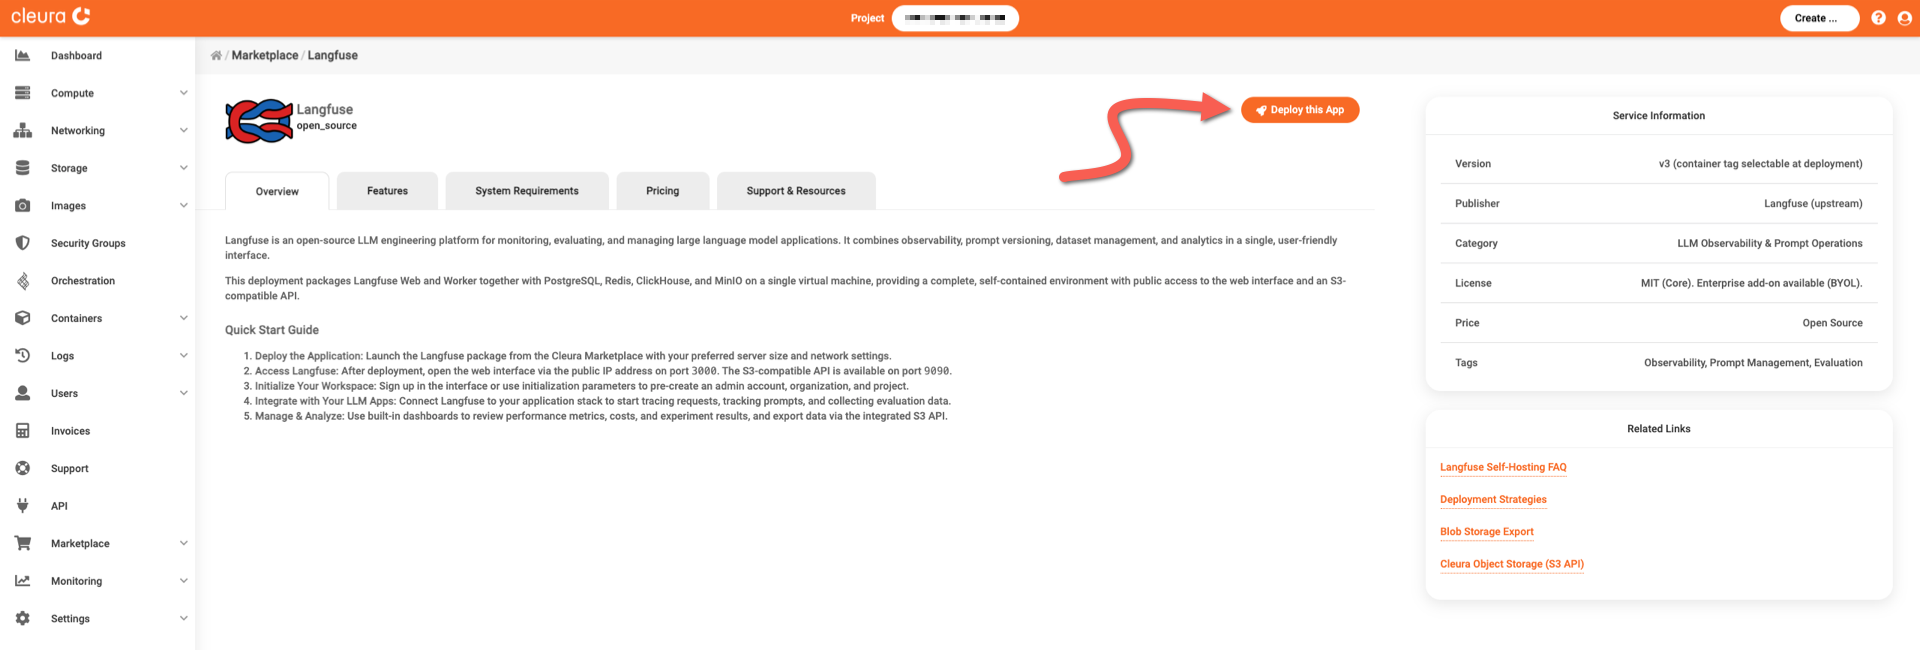 cleura
Project
Create ...
Dashboard
Compute
Networking
Storage
Images
Security Groups
Orchestration
Containers
Logs
Users
Invoices
Support
API
Marketplace
Monitoring
Settings
/ Marketplace / Langfuse
Langfuse
open_source
Deploy this App
Overview
Features
System Requirements
Pricing
Support & Resources
Langfuse is an open-source LLM engineering platform for monitoring, evaluating, and managing large language model applications. It combines observability, prompt versioning, dataset management, and analytics in a single, user-friendly
interface.
This deployment packages Langfuse Web and Worker together with PostgreSQL, Redis, ClickHouse, and MinIO on a single virtual machine, providing a complete, self-contained environment with public access to the web interface and an S3-
compatible API.
Quick Start Guide
1. Deploy the Application: Launch the Langfuse package from the Cleura Marketplace with your preferred server size and network settings.
2. Access Langfuse: After deployment, open the web interface via the public IP address on port 3000. The S3-compatible API is available on port 9090.
3. Initialize Your Workspace: Sign up in the interface or use initialization parameters to pre-create an admin account, organization, and project.
4. Integrate with Your LLM Apps: Connect Langfuse to your application stack to start tracing requests, tracking prompts, and collecting evaluation data.
5. Manage & Analyze: Use built-in dashboards to review performance metrics, costs, and experiment results, and export data via the integrated S3 API.
Service Information
Version v3 (container tag selectable at deployment)
Publisher Langfuse (upstream)
Category LLM Observability & Prompt Operations
License MIT (Core). Enterprise add-on available (BYOL).
Price Open Source
Tags Observability, Prompt Management, Evaluation
Related Links
Langfuse Self-Hosting FAQ
Deployment Strategies
Blob Storage Export
Cleura Object Storage (S3 API)